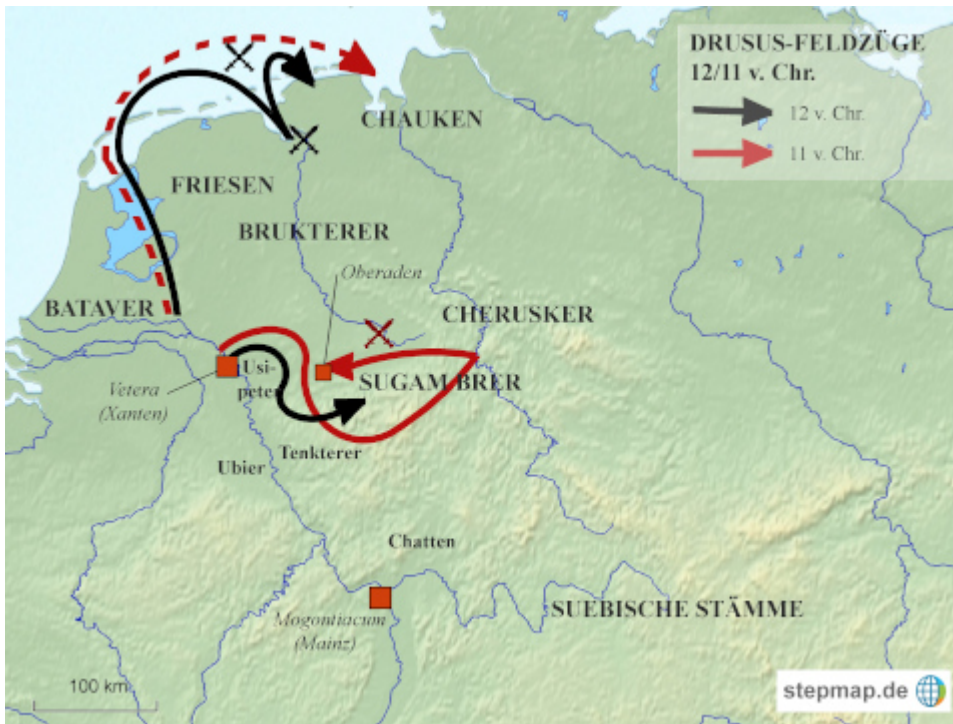 DRUSUS-FELDZÜGE
12/11 v. Chr.
12 v. Chr.
11 v. Chr.
CHAUKEN
FRIESEN
BRUKTERER
Oberaden
BATAVER
CHERUSKER
Usi-
peter
SUGAMBRER
Vetera
(Xanten)
Tenkterer
Ubier
Chatten
SUEBISCHE STÄMME
Mogontiacum
(Mainz)
100 km
stepmap.de